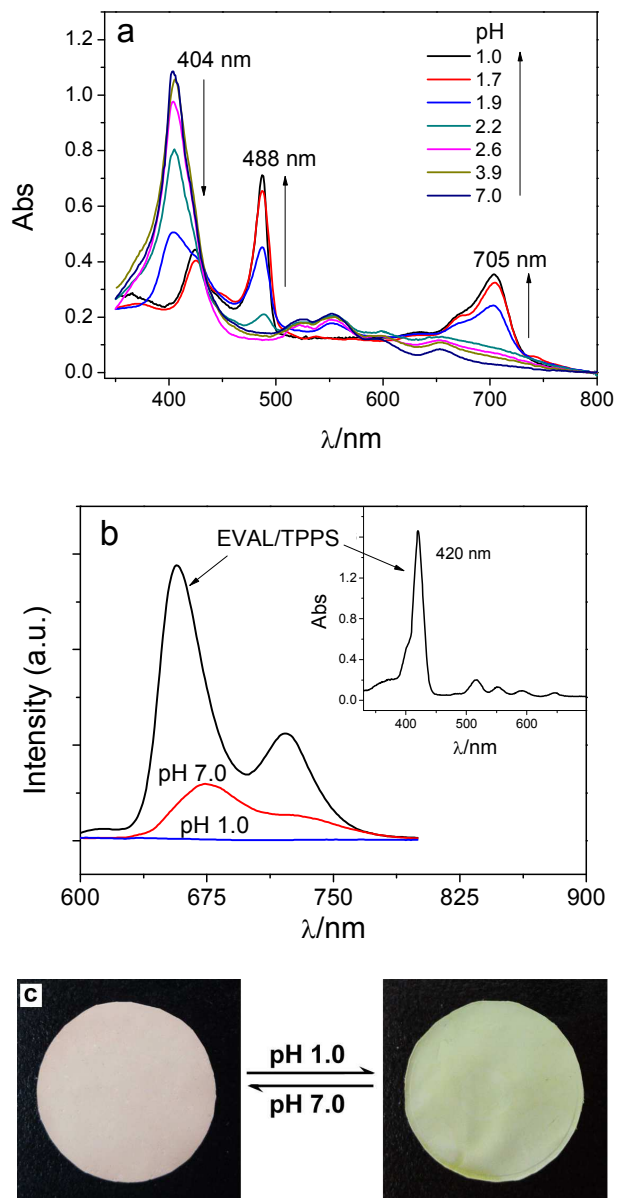 a
pH
404 nm
1.0
1.7
1.9
488 nm
2.2
2.6
3.9
7.0
705 nm
Abs
1.0
0.8
0.6
0.4
0.2
0.0
400 500 600 700 800
λ/nm
b
EVAL/TPPS
420 nm
Abs
1.2
0.8
0.4
0.0
400 500 600
λ/nm
Intensity (a.u.)
pH 7.0
pH 1.0
600 675 750 825 900
λ/nm
c
pH 1.0
pH 7.0